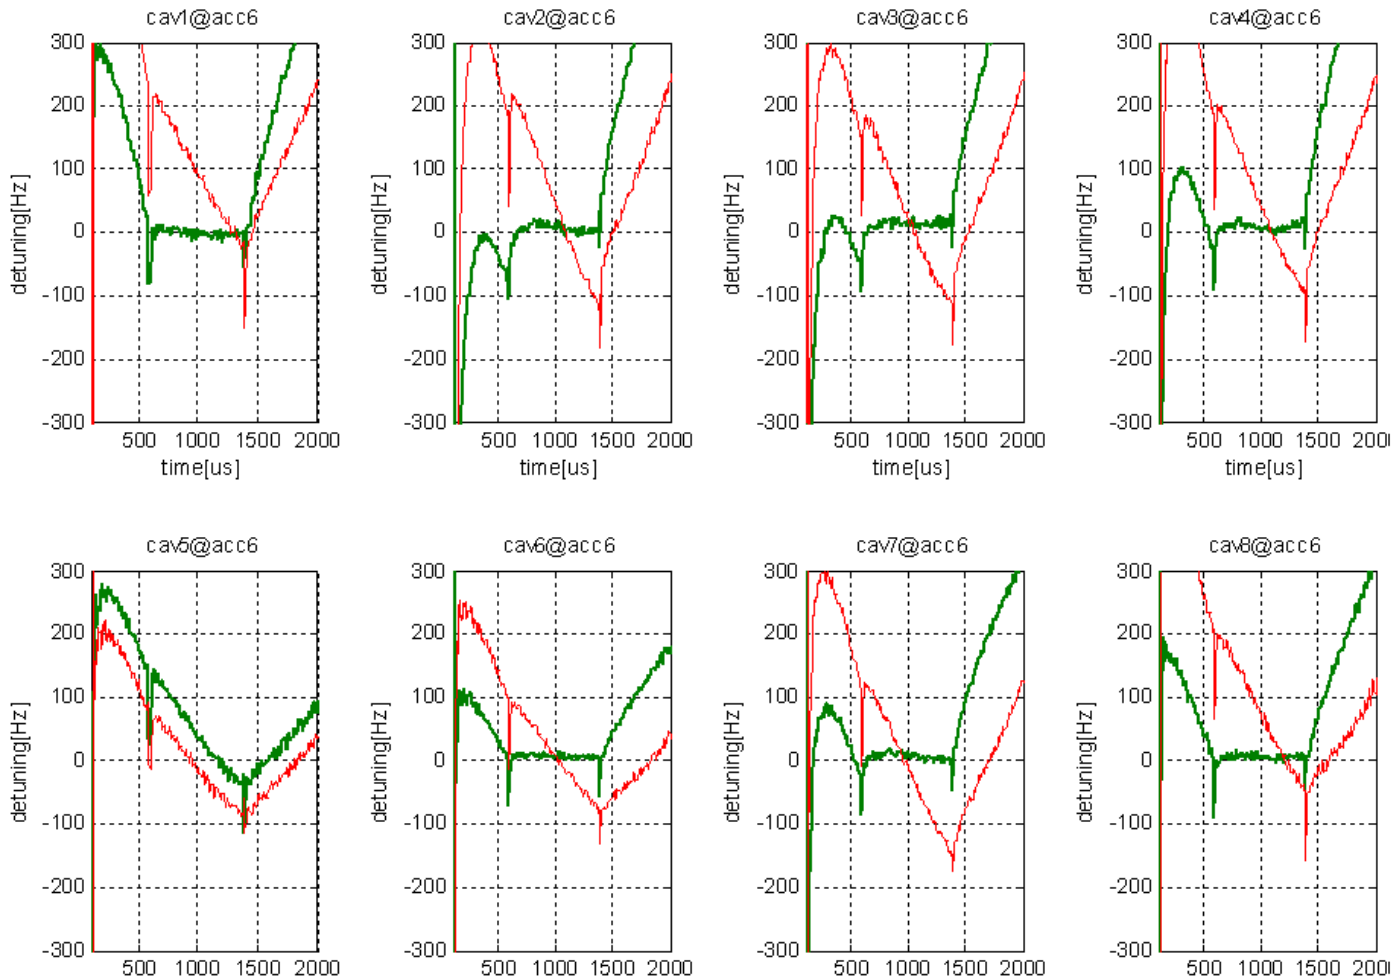 cav1@acc6 cav2@acc6 cav3@acc6 cav4@acc6
300 300 300 300
200 200 200 200
100 100 100 100
0 0 0 0
-100 -100 -100 -100
-200 -200 -200 -200
-300 -300 -300 -300
detuning[Hz] detuning[Hz] detuning[Hz] detuning[Hz]
500 1000 1500 2000 500 1000 1500 2000 500 1000 1500 2000 500 1000 1500 200
time[us] time[us] time[us] time[us]
cav5@acc6 cav6@acc6 cav7@acc6 cav8@acc6
300 300 300 300
200 200 200 200
100 100 100 100
0 0 0 0
-100 -100 -100 -100
-200 -200 -200 -200
-300 -300 -300 -300
detuning[Hz] detuning[Hz] detuning[Hz] detuning[Hz]
500 1000 1500 2000 500 1000 1500 2000 500 1000 1500 2000 500 1000 1500 200